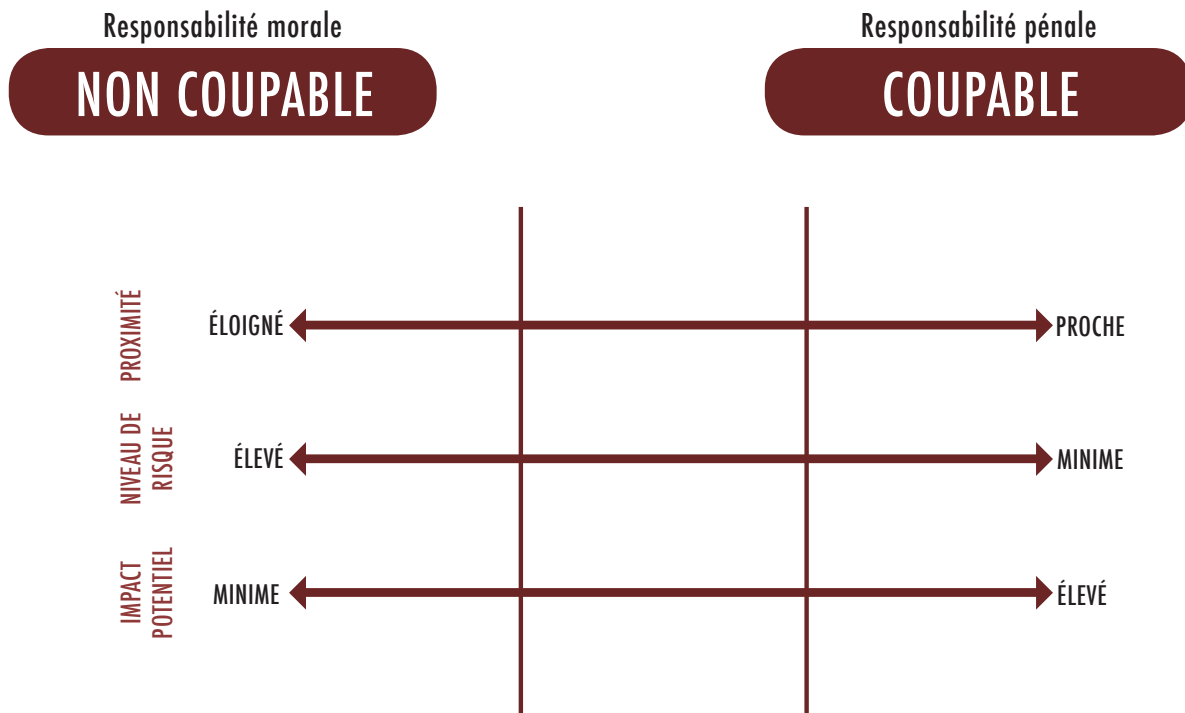 Responsabilité morale
NON COUPABLE
Responsabilité pénale
COUPABLE
PROXIMITÉ
ÉLOIGNÉ
PROCHE
NIVEAU DE
RISQUE
ÉLEVÉ
MINIME
IMPACT
POTENTIEL
MINIME
ÉLEVÉ